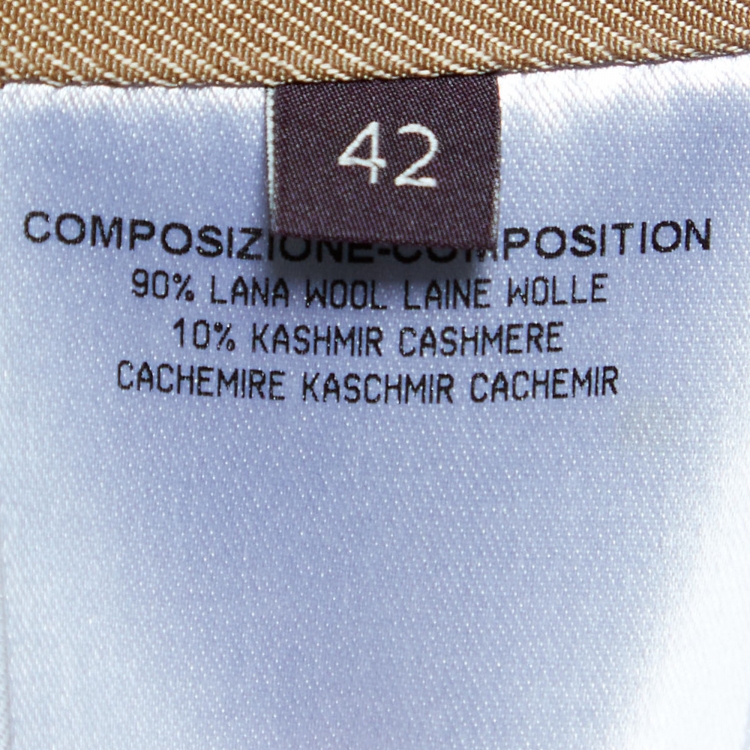 42
COMPOSIZIONE-COMPOSITION
90% LANA WOOL LAINE WOLLE
10% KASHMIR CASHMERE
CACHEMIRE KASCHMIR CACHEMIR